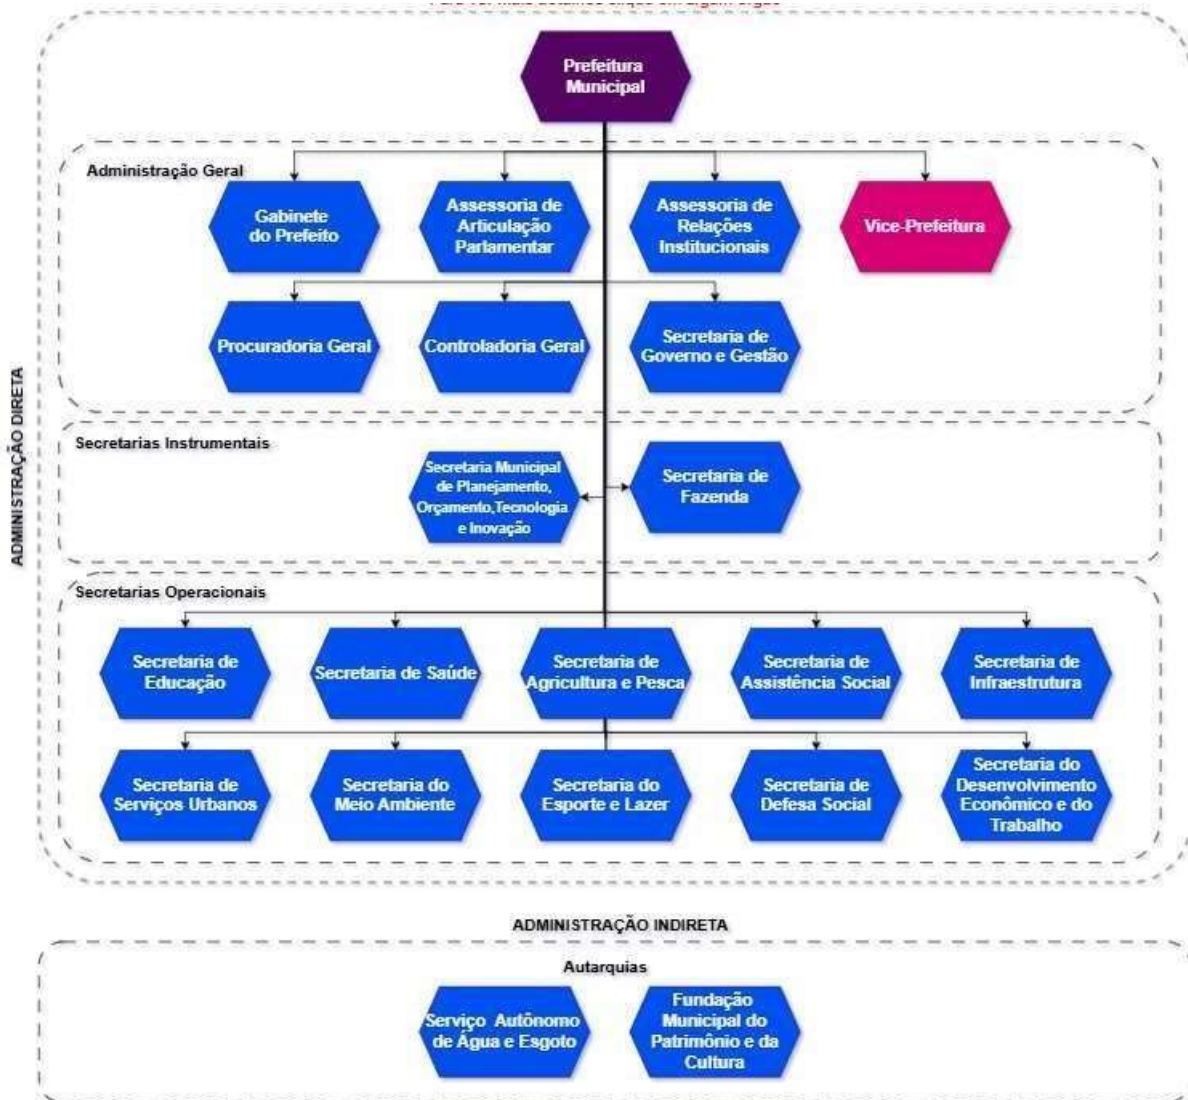 Prefeitura
Municipal
Administração Geral
Gabinete
do Prefeito
Assessoria de
Articulação
Parlamentar
Assessoria de
Relações
Institucionais
Vice-Prefeitura
Procuradoria Geral
Controladoria Geral
Secretaria de
Governo e Gestão
ADMINISTRAÇÃO DIRETA
Secretarias Instrumentais
Secretaria Municipal
de Planejamento,
Orçamento,Tecnologia
e Inovação
Secretaria de
Fazenda
Secretarias Operacionais
Secretaria de
Educação
Secretaria de Saúde
Secretaria de
Agricultura e Pesca
Secretaria de
Assistência Social
Secretaria de
Infraestrutura
Secretaria de
Serviços Urbanos
Secretaria do
Meio Ambiente
Secretaria do
Esporte e Lazer
Secretaria de
Defesa Social
Secretaria do
Desenvolvimento
Econômico e do
Trabalho
ADMINISTRAÇÃO INDIRETA
Autarquias
Serviço Autônomo
de Água e Esgoto
Fundação
Municipal do
Patrimônio e da
Cultura